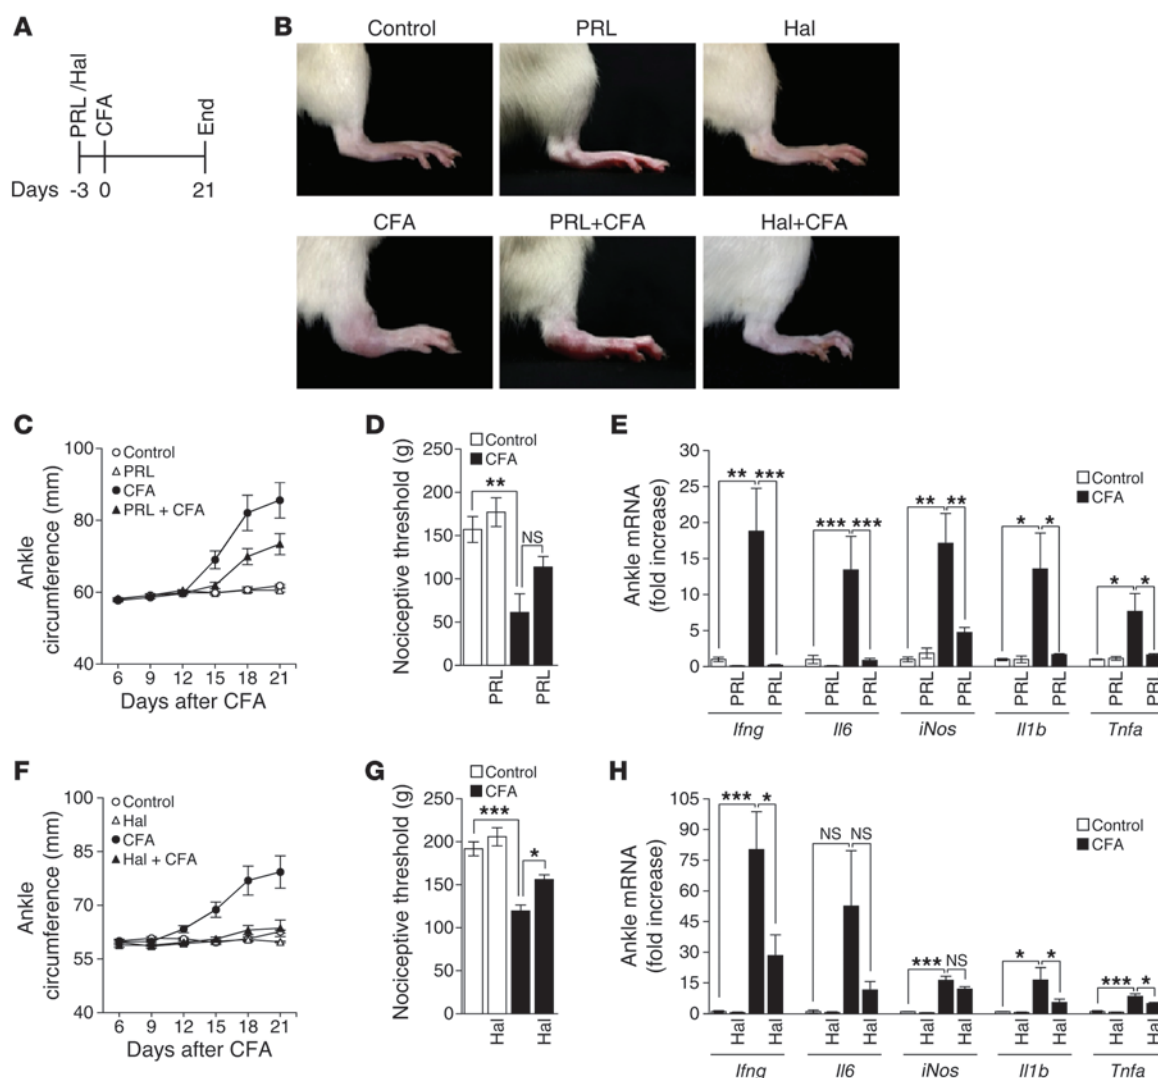 A
PRL /Hal
CFA
End
Days -3 0 21
B
Control PRL Hal
CFA PRL+CFA Hal+CFA
C
Ankle
circumference (mm)
100
80
60
40
Control
PRL
CFA
PRL + CFA
6 9 12 15 18 21
Days after CFA
D
Nociceptive threshold (g)
250
200
150
100
50
0
Control
CFA
**
NS
PRL PRL
E
Ankle mRNA
(fold increase)
30
25
20
15
10
5
0
Control
CFA
** ***
*** ***
** **
* *
* *
PRL PRL PRL PRL PRL PRL PRL PRL PRL PRL
Ifng Il6 iNos Il1b Tnfa
F
Ankle
circumference (mm)
100
85
70
55
40
Control
Hal
CFA
Hal + CFA
6 9 12 15 18 21
Days after CFA
G
Nociceptive threshold (g)
250
200
150
100
50
0
Control
CFA
***
*
Hal Hal
H
Ankle mRNA
(fold increase)
105
90
75
60
45
30
15
0
Control
CFA
*** *
NS NS
*** NS
* *
*** *
Hal Hal Hal Hal Hal Hal Hal Hal Hal Hal
Ifng Il6 iNos Il1b Tnfa